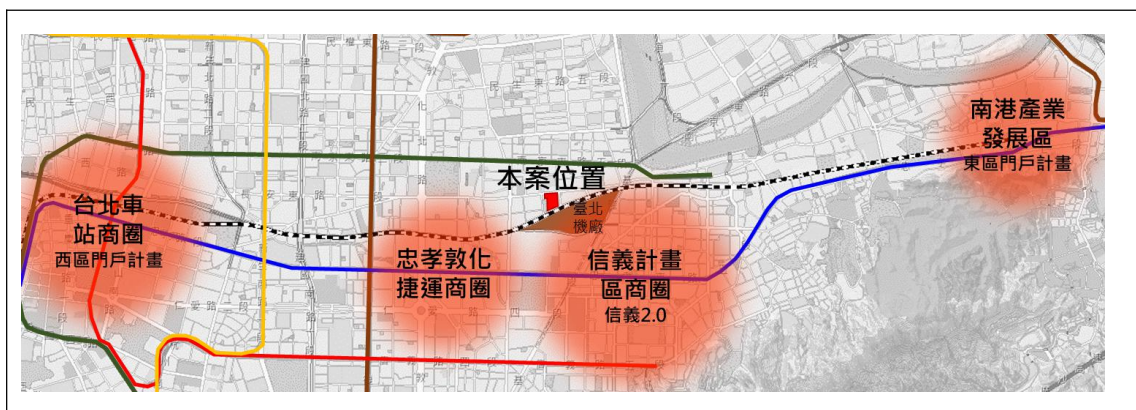 台北車
站商圈
西區門戶計畫
忠孝敦化
捷運商圈
本案位置
臺北
機廠
信義計畫
區商圈
信義2.0
南港產業
發展區
東區門戶計畫